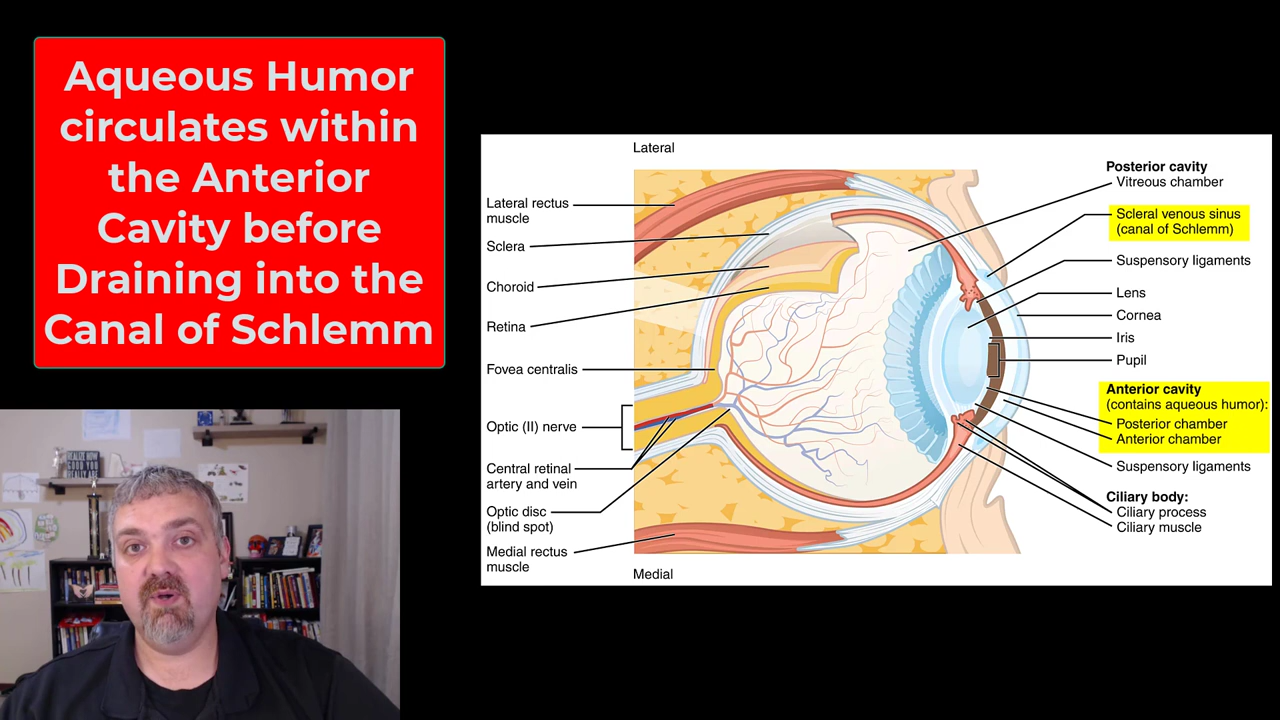 Aqueous Humor
circulates within
the Anterior
Cavity before
Draining into the
Canal of Schlemm
Lateral
Lateral rectus
muscle
Sclera
Choroid
Retina
Fovea centralis
Optic (II) nerve
Central retinal
artery and vein
Optic disc
(blind spot)
Medial rectus
muscle
Medial
Posterior cavity
Vitreous chamber
Scleral venous sinus
(canal of Schlemm)
Suspensory ligaments
Lens
Cornea
Iris
Pupil
Anterior cavity
(contains aqueous humor):
Posterior chamber
Anterior chamber
Suspensory ligaments
Ciliary body:
Ciliary process
Ciliary muscle